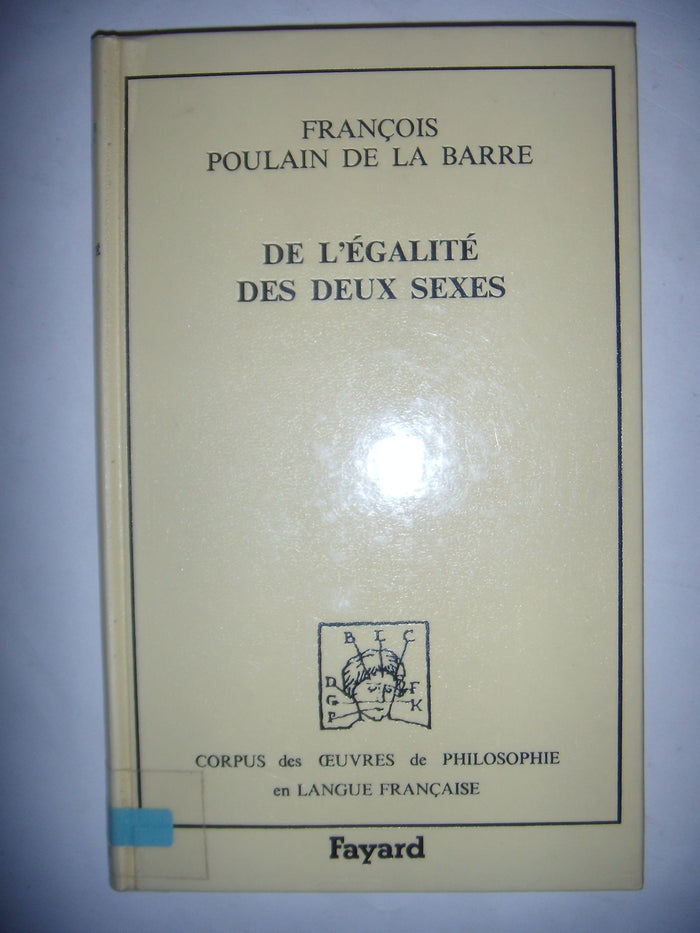 FRANÇOIS
POULAIN DE LA BARRE
DE L'ÉGALITÉ
DES DEUX SEXES
B L C
D F
G K
P
CORPUS des ŒUVRES de PHILOSOPHIE
en LANGUE FRANÇAISE
Fayard